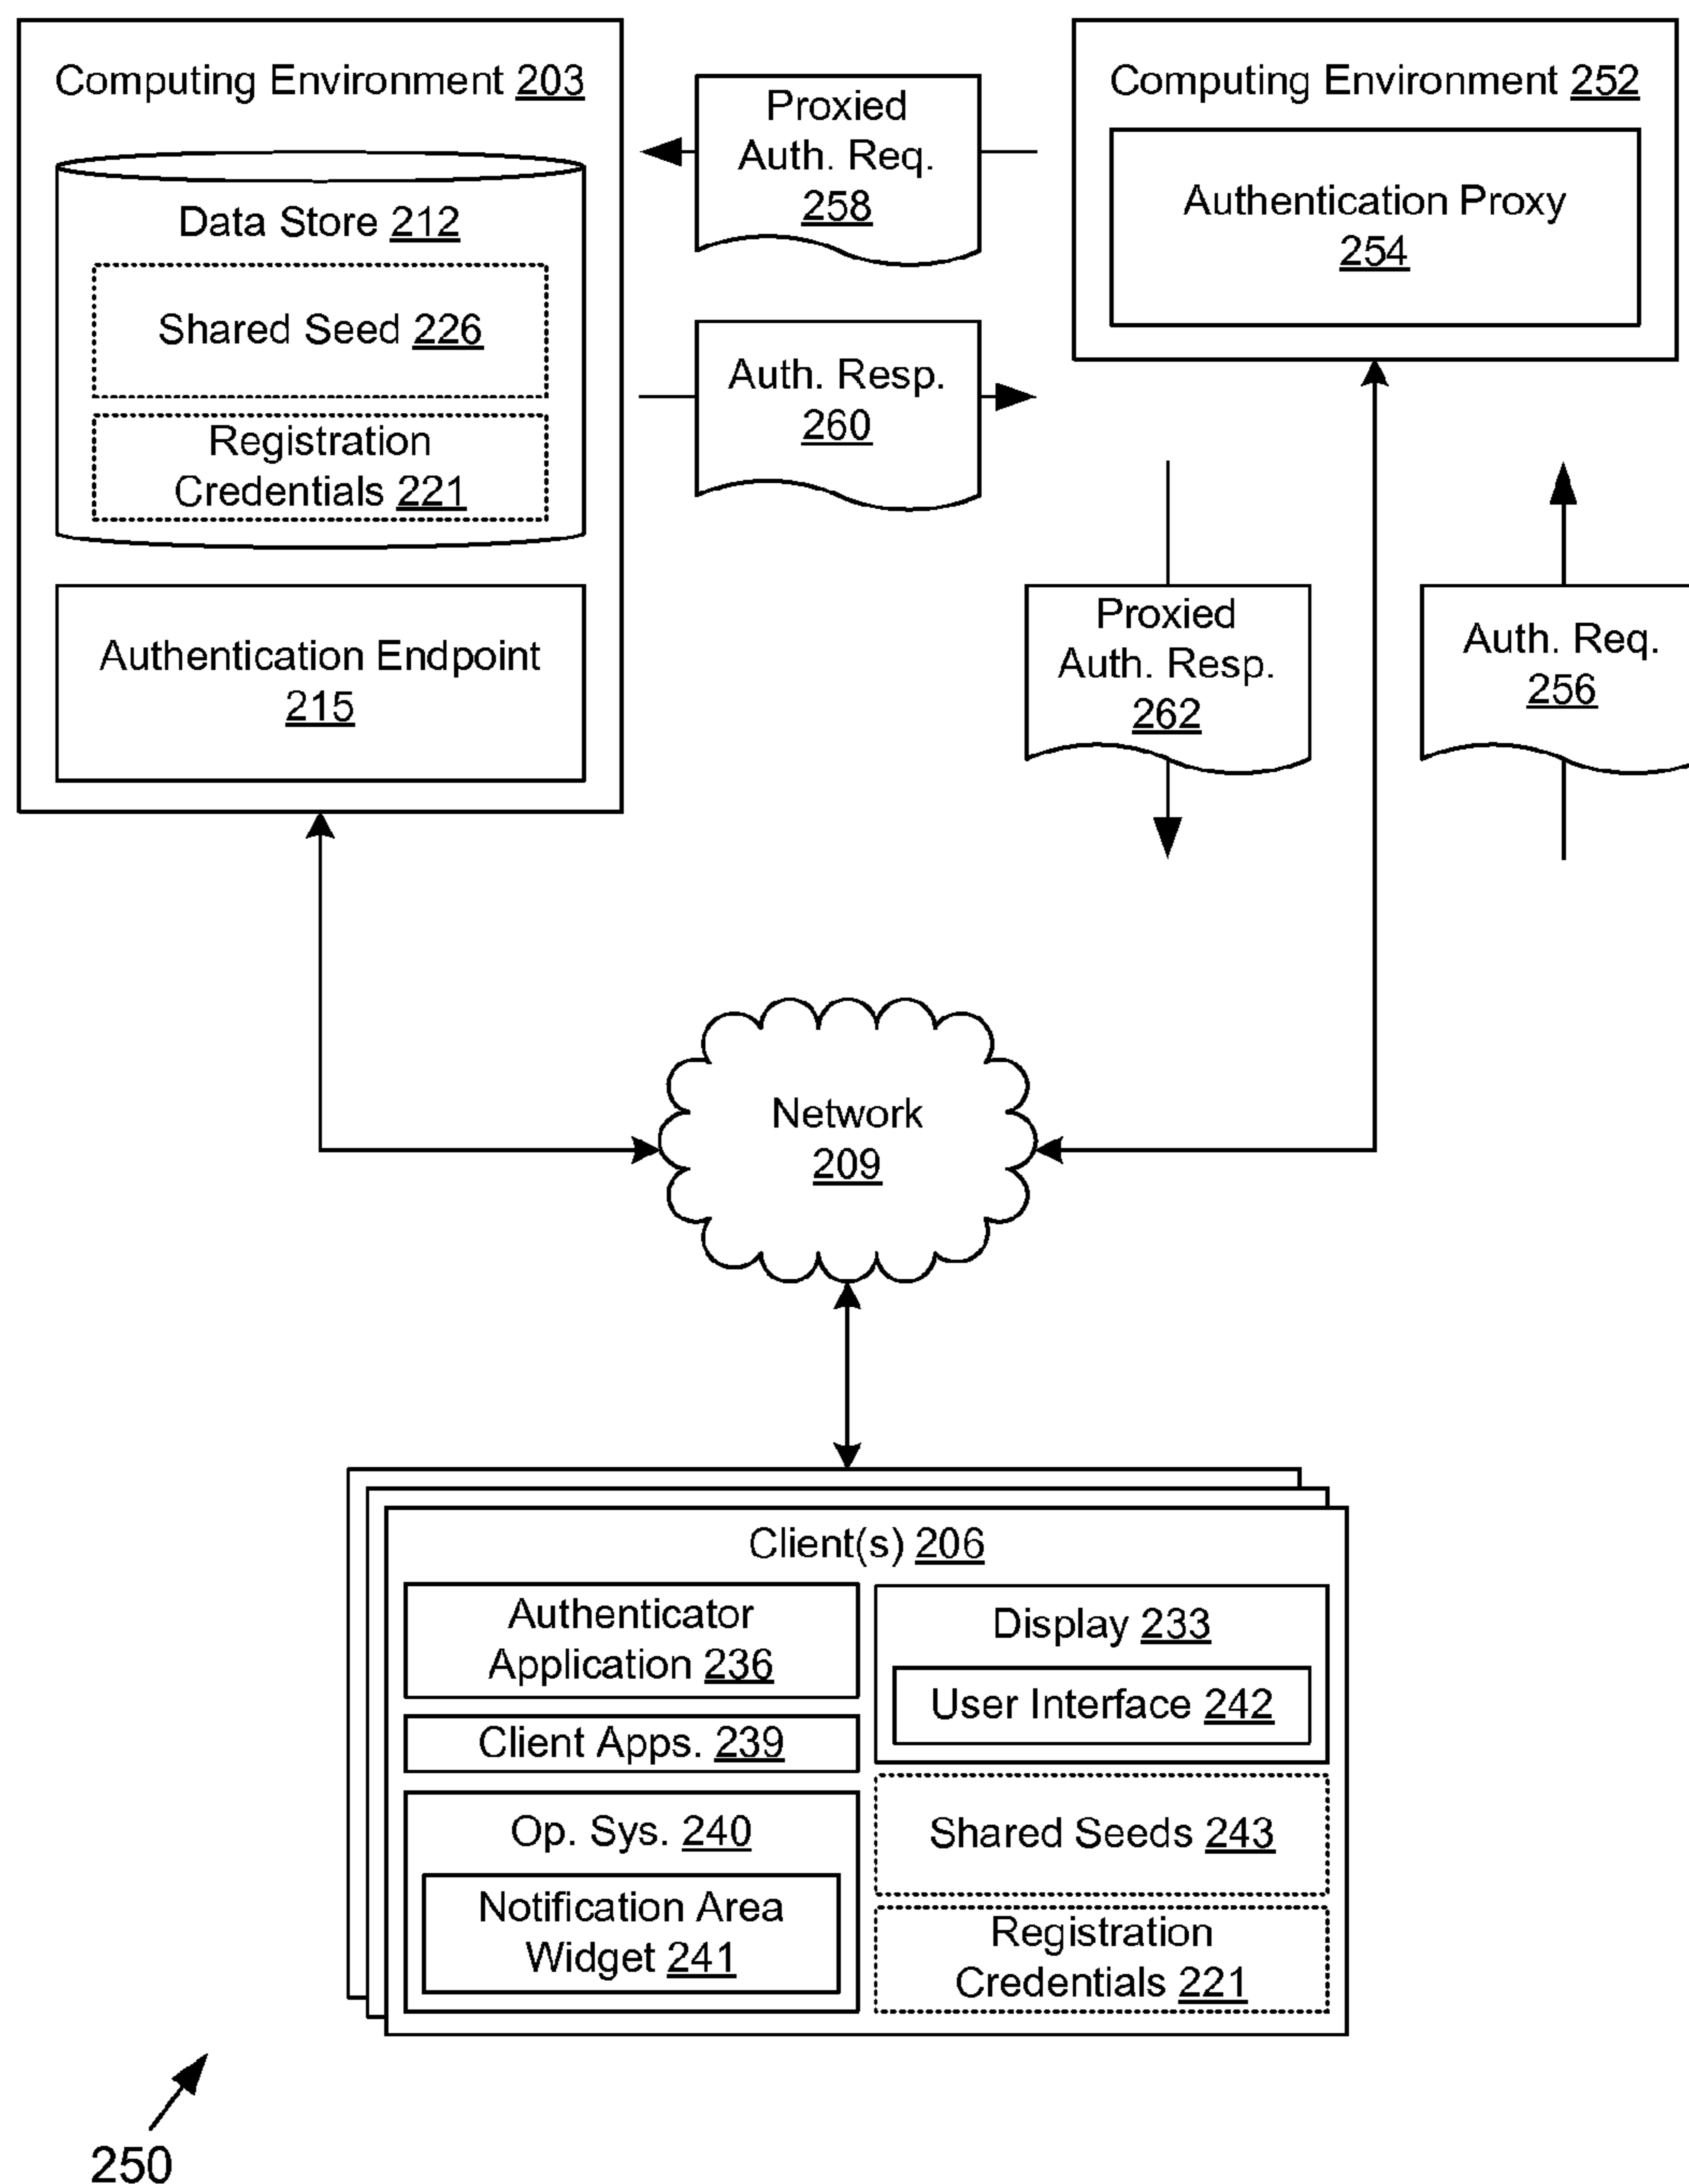 Computing Environment 203
Data Store 212
Shared Seed 226
Registration
Credentials 221
Authentication Endpoint
215
Proxied
Auth. Req.
258
Auth. Resp.
260
Computing Environment 252
Authentication Proxy
254
Proxied
Auth. Resp.
262
Auth. Req.
256
Network
209
Client(s) 206
Authenticator
Application 236
Client Apps. 239
Op. Sys. 240
Notification Area
Widget 241
Display 233
User Interface 242
Shared Seeds 243
Registration
Credentials 221
250